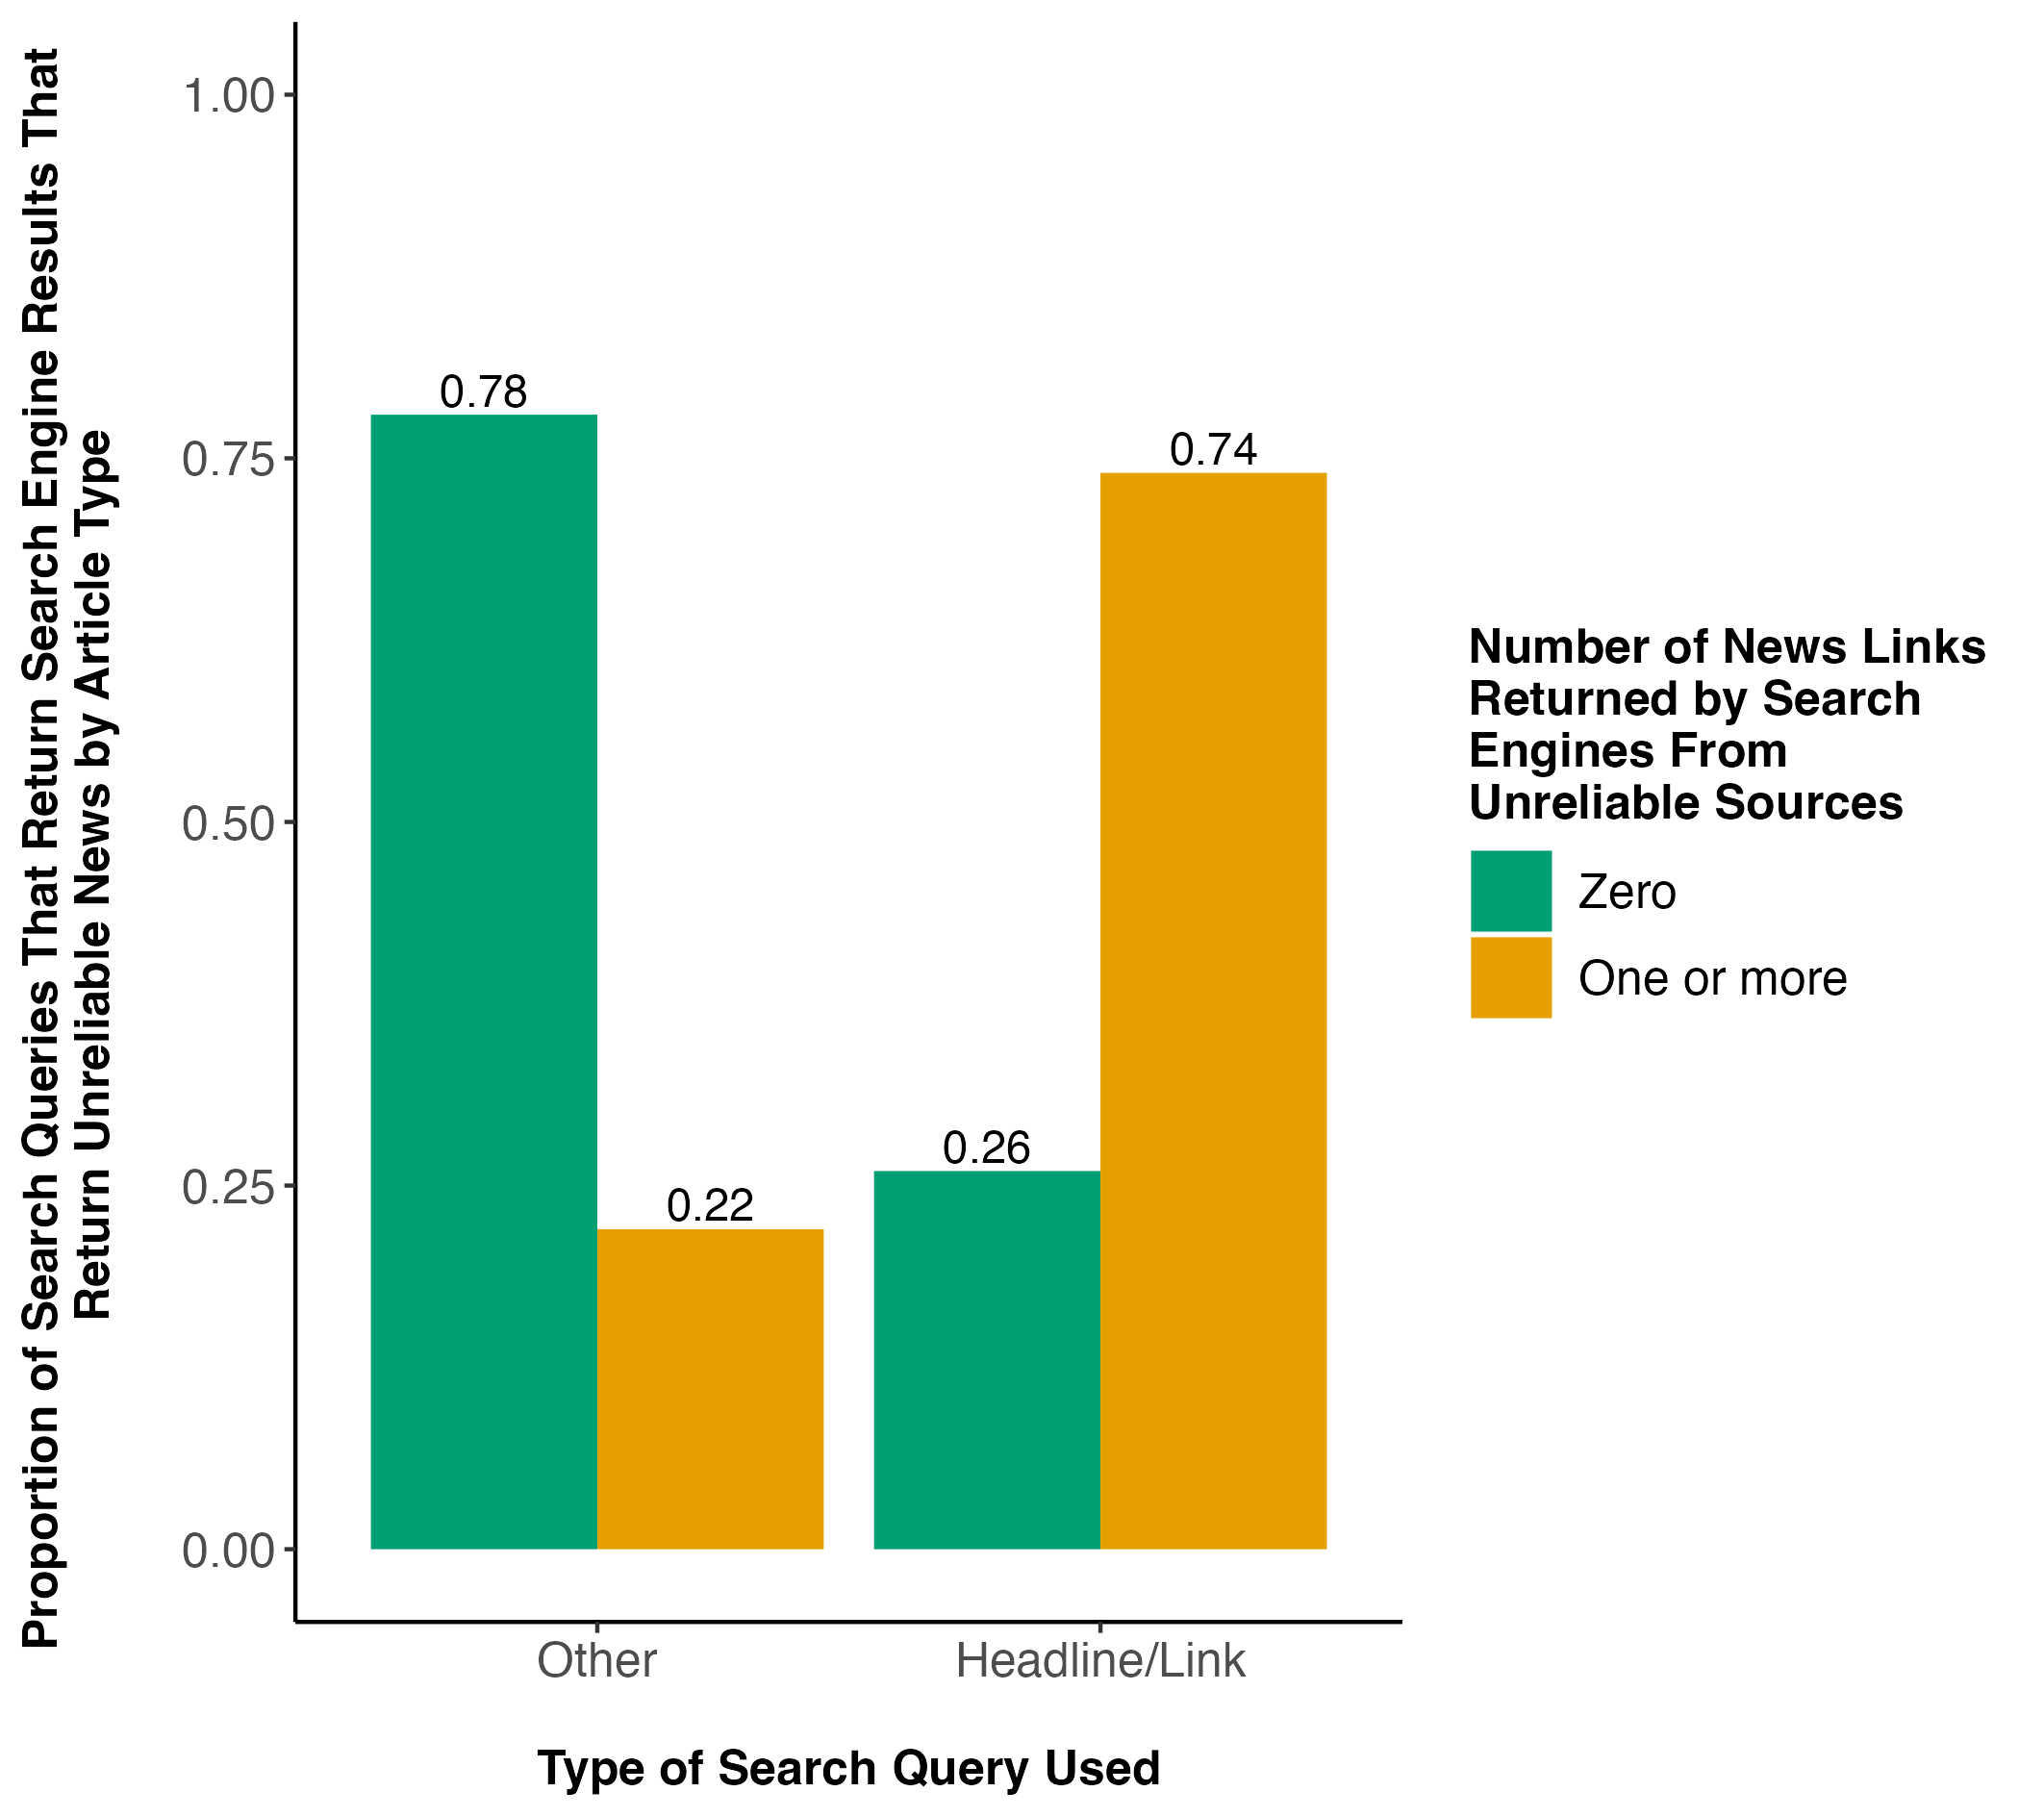 Proportion of Search Queries That Return Search Engine Results That
Return Unreliable News by Article Type
1.00
0.75
0.50
0.25
0.00
0.78
0.22
0.26
0.74
Other
Headline/Link
Type of Search Query Used
Number of News Links
Returned by Search
Engines From
Unreliable Sources
Zero
One or more